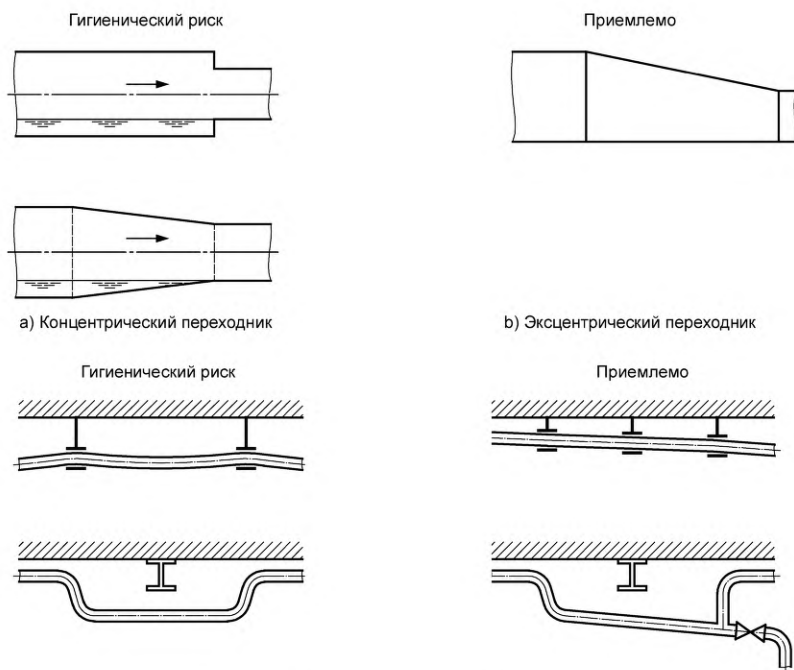 Гигиенический риск
Приемлемо
a) Концентрический переходник
b) Эксцентрический переходник
Гигиенический риск
Приемлемо